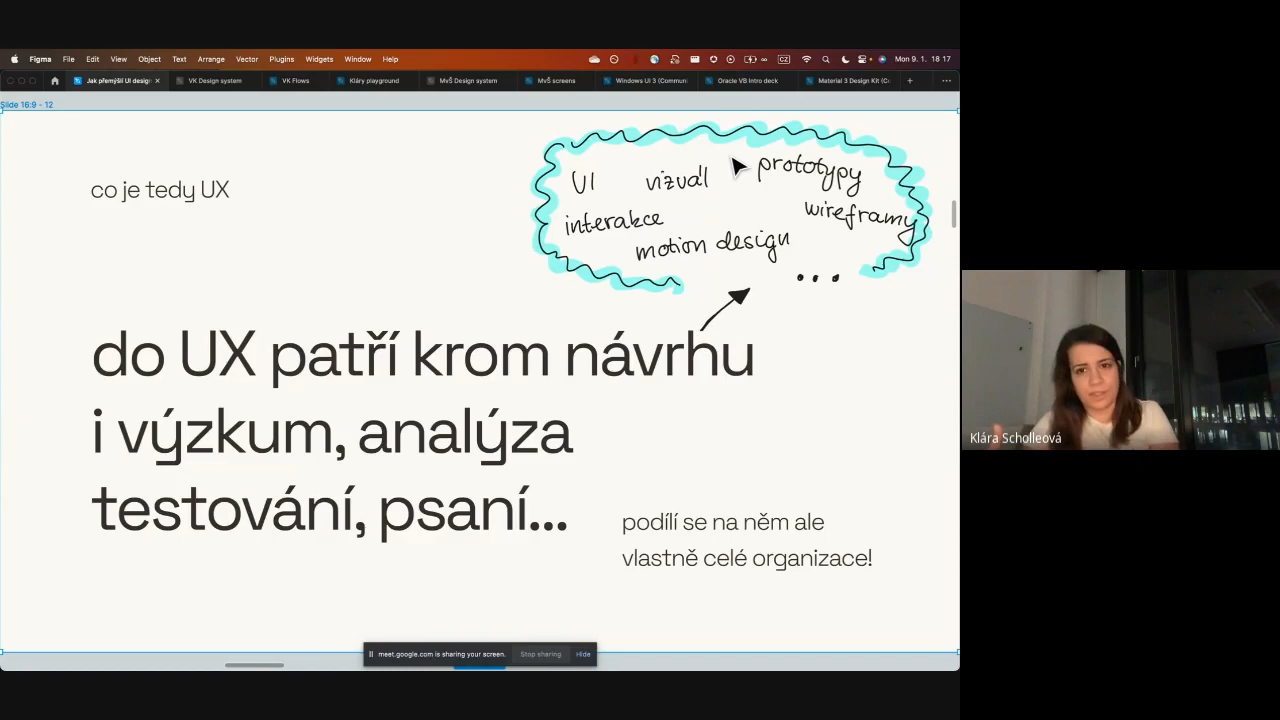 Figma File Edit View Object Text Arrange Vector Plugins Widgets Window Help
CZ Mon 9. 1. 18 17
Jak přemýšlí UI design VK Design system VK Flows Kláry playground MvŠ Design system MvŠ screens Windows UI 3 (Commun Oracle VB Intro deck Material 3 Design Kit (Co
Slide 16:9 - 12
co je tedy UX
UI vizuál prototypy
interakce wireframy
motion design
...
do UX patří krom návrhu
i výzkum, analýza
testování, psaní...
podílí se na něm ale
vlastně celé organizace!
Klára Scholleová
meet.google.com is sharing your screen. Stop sharing Hide